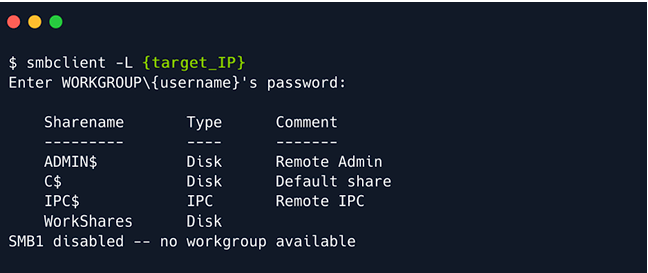 $ smbclient -L {target_IP}
Enter WORKGROUP\{username}'s password:
Sharename Type Comment
--------- ---- -------
ADMIN$ Disk Remote Admin
C$ Disk Default share
IPC$ IPC Remote IPC
WorkShares Disk
SMB1 disabled -- no workgroup available